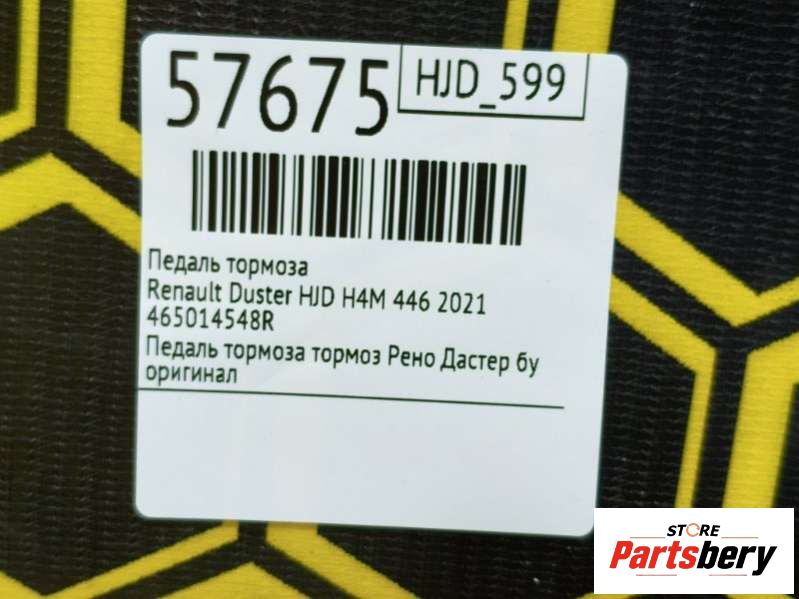 57675
HJD_599
Педаль тормоза
Renault Duster HJD H4M 446 2021
465014548R
Педаль тормоза тормоз Рено Дастер бу
оригинал
STORE
Partsbery